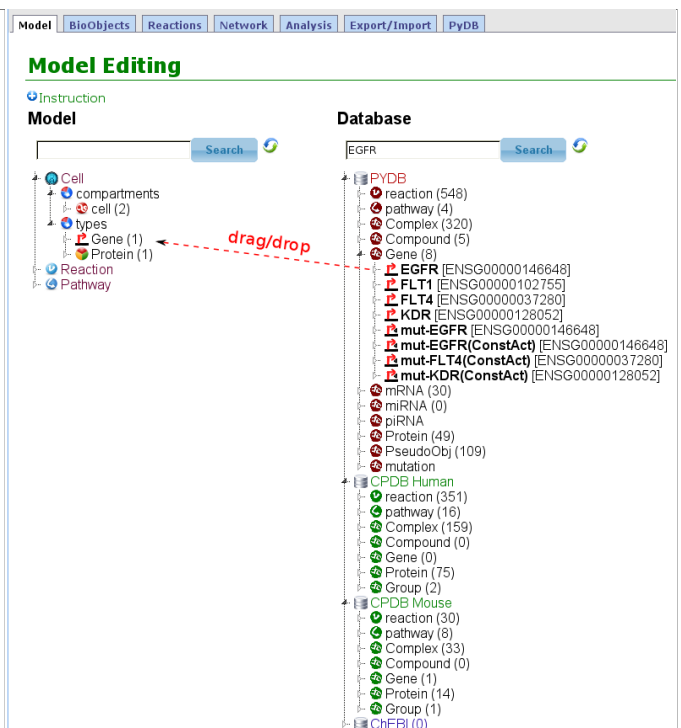 Model BioObjects Reactions Network Analysis Export/Import PyDB
Model Editing
Instruction
Model
Search
Cell
compartments
cell (2)
types
Gene (1)
Protein (1)
Reaction
Pathway
drag/drop
Database
EGFR Search
PYDB
reaction (548)
pathway (4)
Complex (320)
Compound (5)
Gene (8)
EGFR [ENSG00000146648]
FLT1 [ENSG00000102755]
FLT4 [ENSG00000037280]
KDR [ENSG00000128052]
mut-EGFR [ENSG00000146648]
mut-EGFR(ConstAct) [ENSG00000146648]
mut-FLT4(ConstAct) [ENSG00000037280]
mut-KDR(ConstAct) [ENSG00000128052]
mRNA (30)
miRNA (0)
piRNA
Protein (49)
PseudoObj (109)
mutation
CPDB Human
reaction (351)
pathway (16)
Complex (159)
Compound (0)
Gene (0)
Protein (75)
Group (2)
CPDB Mouse
reaction (30)
pathway (8)
Complex (33)
Compound (0)
Gene (1)
Protein (14)
Group (1)
ChEBI (0)